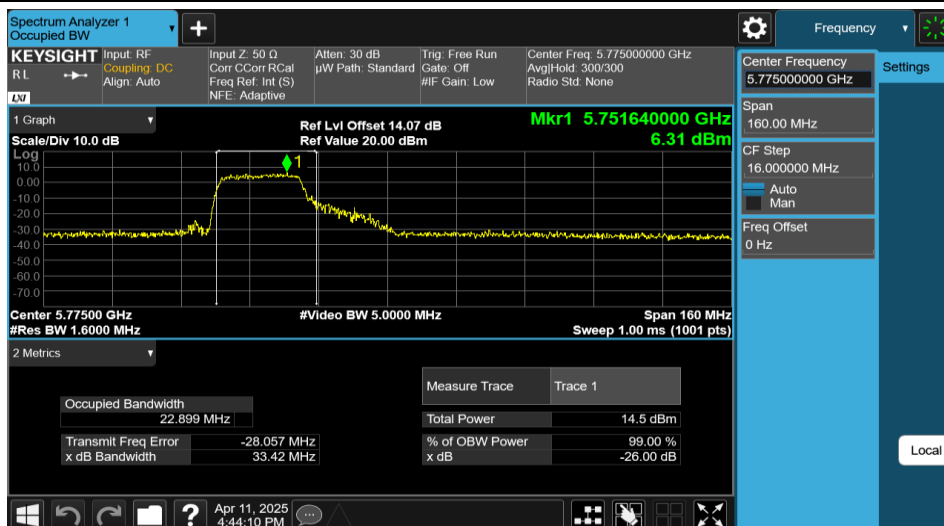 Spectrum Analyzer 1
Occupied BW
▼
+
Frequency
▼
KEYSIGHT
RL
LXI
Input: RF
Coupling: DC
Align: Auto
Input Z: 50 Ω
Corr CCorr RCal
Freq Ref: Int (S)
NFE: Adaptive
Atten: 30 dB
µW Path: Standard
Trig: Free Run
Gate: Off
#IF Gain: Low
Center Freq: 5.775000000 GHz
Avg|Hold: 300/300
Radio Std: None
Center Frequency
5.775000000 GHz
Settings
Span
160.00 MHz
CF Step
16.000000 MHz
Auto
Man
Freq Offset
0 Hz
1 Graph ▼
Scale/Div 10.0 dB
Ref Lvl Offset 14.07 dB
Ref Value 20.00 dBm
Mkr1 5.751640000 GHz
6.31 dBm
Log
10.0
0.00
-10.0
-20.0
-30.0
-40.0
-50.0
-60.0
-70.0
1
Center 5.77500 GHz
#Res BW 1.6000 MHz
#Video BW 5.0000 MHz
Span 160 MHz
Sweep 1.00 ms (1001 pts)
2 Metrics ▼
Measure Trace Trace 1
Occupied Bandwidth
22.899 MHz
Total Power 14.5 dBm
Transmit Freq Error -28.057 MHz
% of OBW Power 99.00 %
x dB Bandwidth 33.42 MHz
x dB -26.00 dB
Local
?
Apr 11, 2025
4:44:10 PM